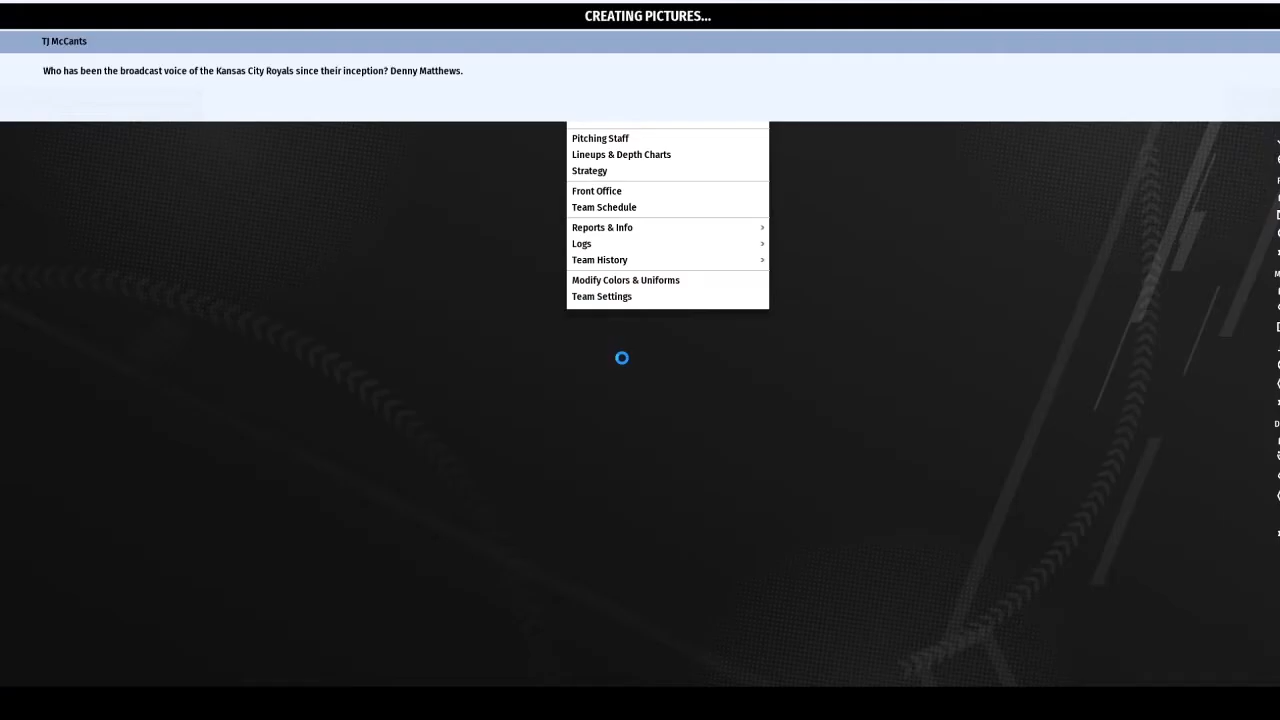 CREATING PICTURES...
TJ McCants
Who has been the broadcast voice of the Kansas City Royals since their inception? Denny Matthews.
Pitching Staff
Lineups & Depth Charts
Strategy
Front Office
Team Schedule
Reports & Info
Logs
Team History
Modify Colors & Uniforms
Team Settings